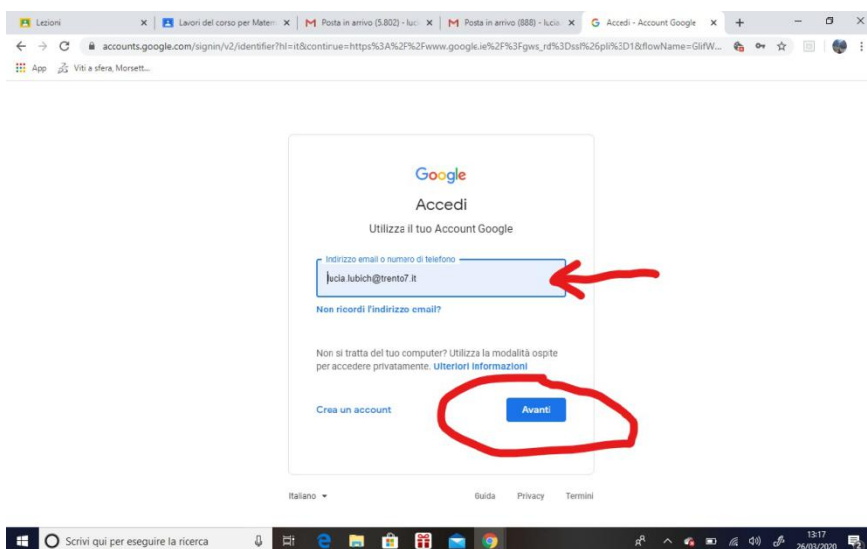 Lezioni
Lavori del corso per Matem
Posta in arrivo (5.802) - luci
Posta in arrivo (888) - lucia.
Accedi - Account Google
accounts.google.com/signin/v2/identifier?hl=it&continue=https%3A%2F%2Fwww.google.ie%2F%3Fgws_rd%3Dssl%26pli%3D1&flowName=GlifW...
App
Viti a sfera, Morsett...
Google
Accedi
Utilizza il tuo Account Google
Indirizzo email o numero di telefono
lucia.lubich@trento7.it
Non ricordi l'indirizzo email?
Non si tratta del tuo computer? Utilizza la modalità ospite
per accedere privatamente. Ulteriori informazioni
Crea un account
Avanti
Italiano
Guida
Privacy
Termini
Scrivi qui per eseguire la ricerca
13:17
26/03/2020